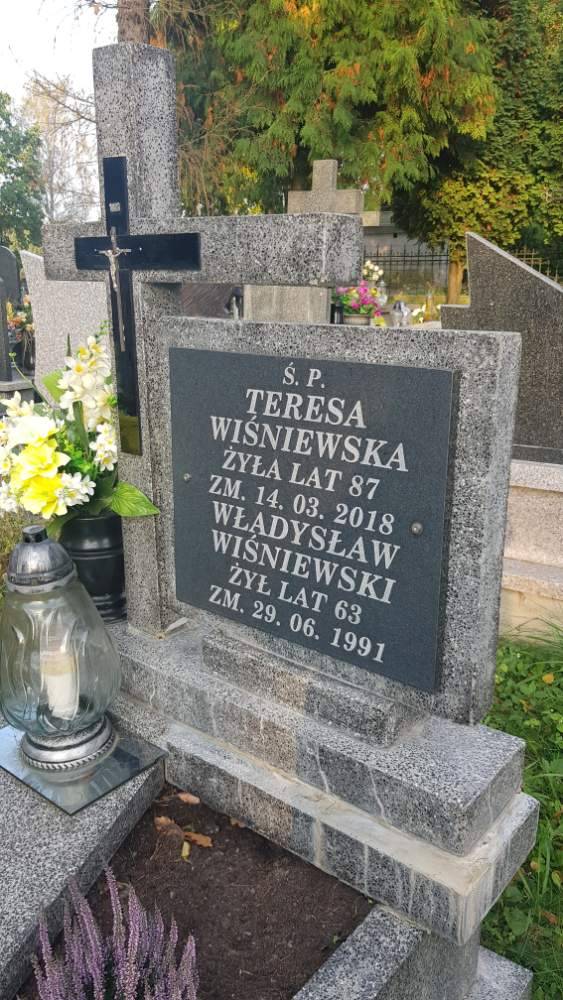 Ś. P.
TERESA
WIŚNIEWSKA
ŻYŁA LAT 87
ZM. 14. 03. 2018
WŁADYSŁAW
WIŚNIEWSKI
ŻYŁ LAT 63
ZM. 29. 06. 1991